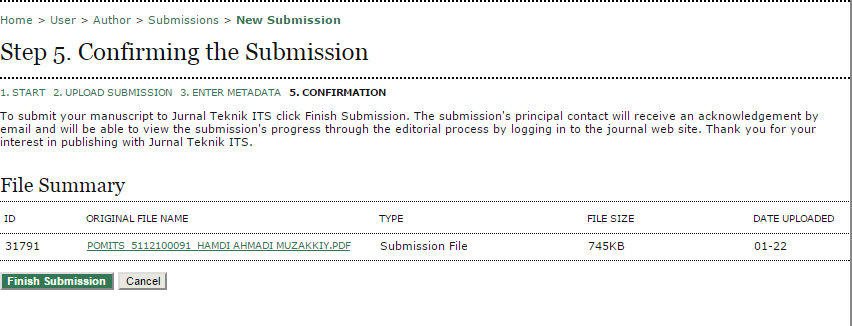 Home > User > Author > Submissions > New Submission
Step 5. Confirming the Submission
1. START 2. UPLOAD SUBMISSION 3. ENTER METADATA 5. CONFIRMATION
To submit your manuscript to Jurnal Teknik ITS click Finish Submission. The submission's principal contact will receive an acknowledgement by
email and will be able to view the submission's progress through the editorial process by logging in to the journal web site. Thank you for your
interest in publishing with Jurnal Teknik ITS.
File Summary
ID ORIGINAL FILE NAME TYPE FILE SIZE DATE UPLOADED
31791 POMITS_5112100091_HAMDI AHMADI MUZAKKIY.PDF Submission File 745KB 01-22
Finish Submission Cancel